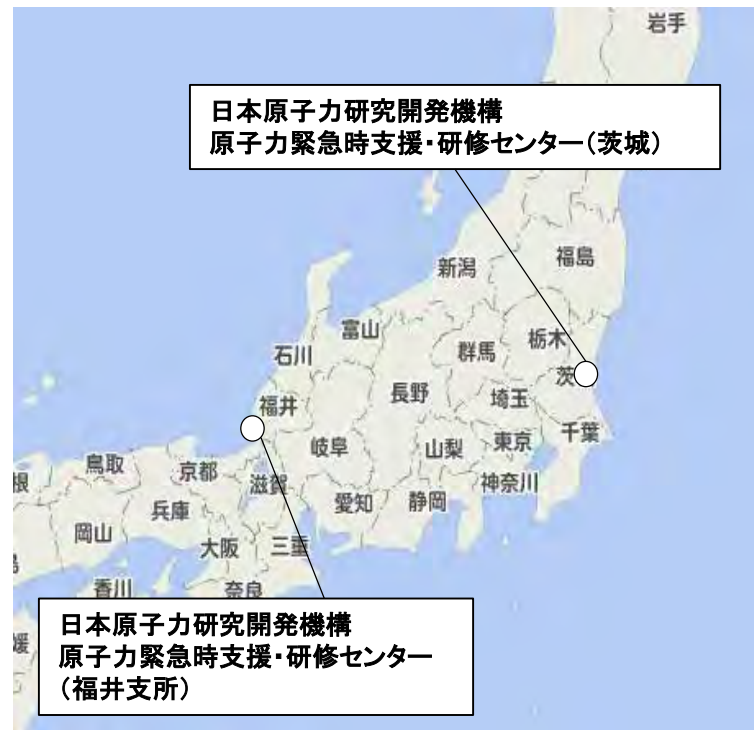 岩手
日本原子力研究開発機構
原子力緊急時支援・研修センター（茨城）
福島
新潟
富山
栃木
群馬
石川
茨
長野
埼玉
福井
千葉
東京
岐阜
山梨
神奈川
鳥取
京都
滋賀
根
愛知
静岡
兵庫
岡山
大阪
三重
香川
奈良
日本原子力研究開発機構
原子力緊急時支援・研修センター
（福井支所）
媛